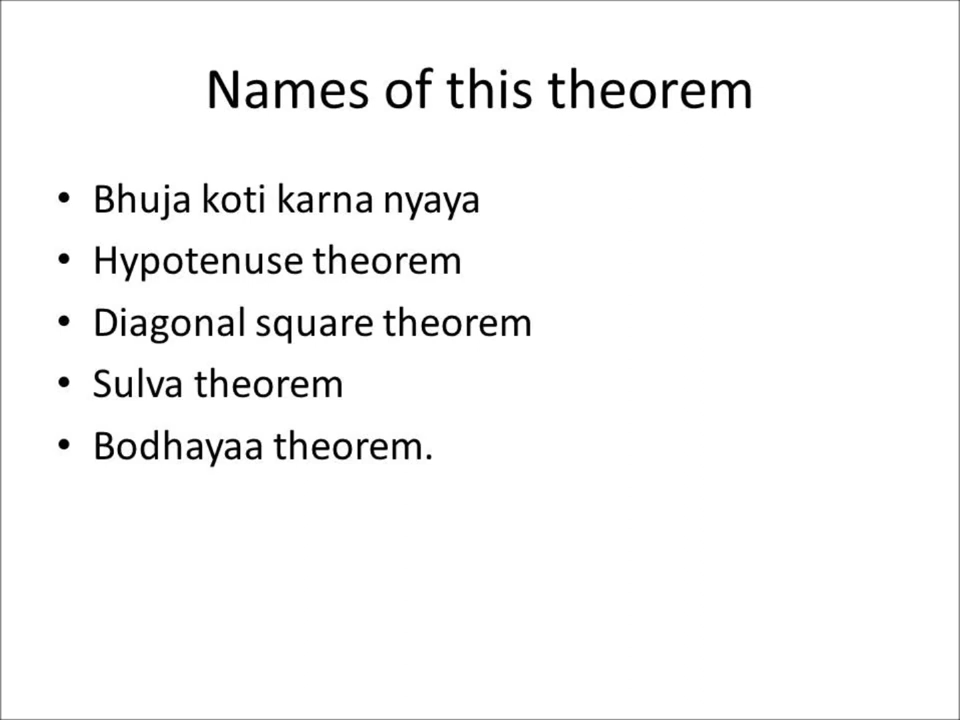 Names of this theorem
• Bhuja koti karna nyaya
• Hypotenuse theorem
• Diagonal square theorem
• Sulva theorem
• Bodhayaa theorem.